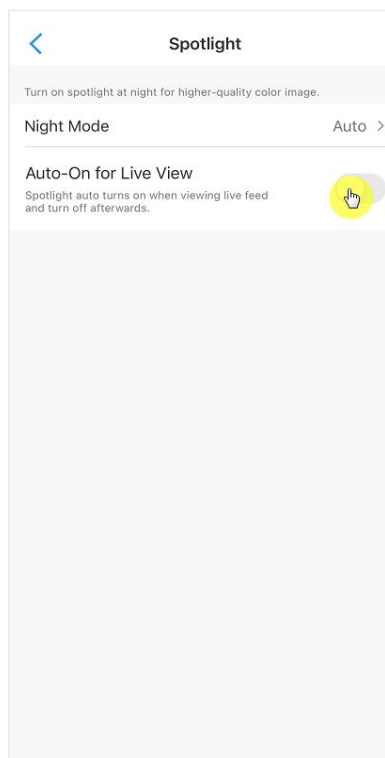 Spotlight
Turn on spotlight at night for higher-quality color image.
Night Mode
Auto
Auto-On for Live View
Spotlight auto turns on when viewing live feed
and turn off afterwards.